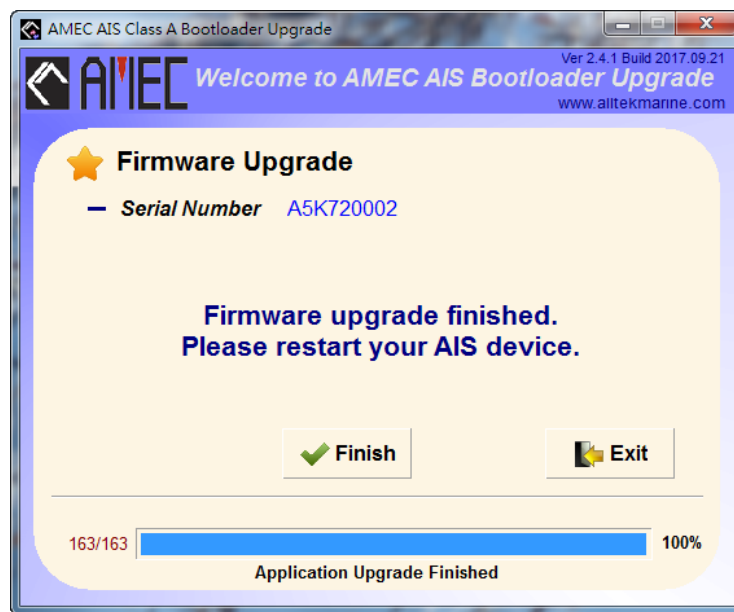 AMEC AIS Class A Bootloader Upgrade
Ver 2.4.1 Build 2017.09.21
AMEC Welcome to AMEC AIS Bootloader Upgrade
www.alltekmarine.com
Firmware Upgrade
Serial Number A5K720002
Firmware upgrade finished.
Please restart your AIS device.
Finish Exit
163/163 100%
Application Upgrade Finished